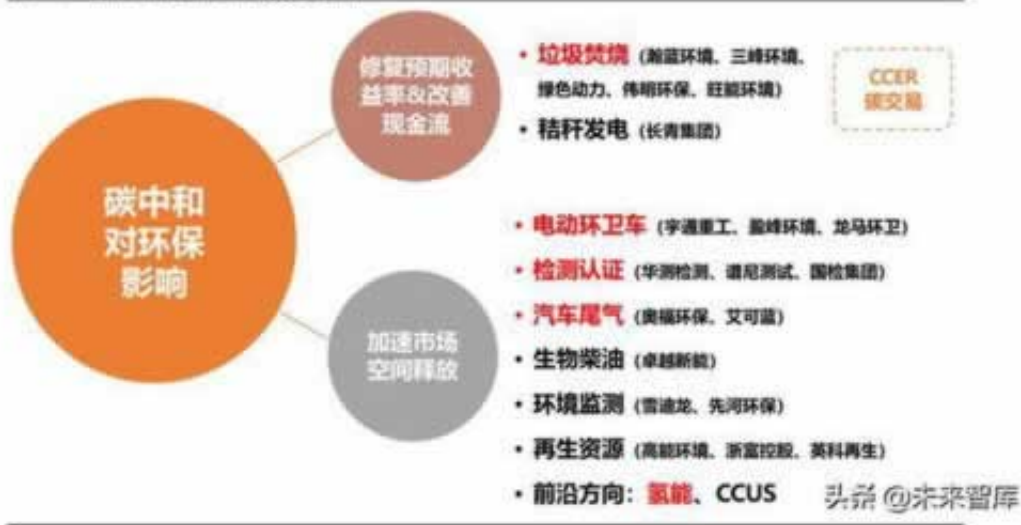 碳中和
对环保
影响
修复预期收
益率&改善
现金流
• 垃圾焚烧（瀚蓝环境、三峰环境、
绿色动力、伟明环保、旺能环境）
• 秸秆发电（长青集团）
CCER
碳交易
加速市场
空间释放
• 电动环卫车（宇通重工、盈峰环境、龙马环卫）
• 检测认证（华测检测、谱尼测试、国检集团）
• 汽车尾气（奥福环保、艾可蓝）
• 生物柴油（卓越新能）
• 环境监测（雪迪龙、先河环保）
• 再生资源（高能环境、浙富控股、英科再生）
• 前沿方向：氢能、CCUS
头条 @未来智库